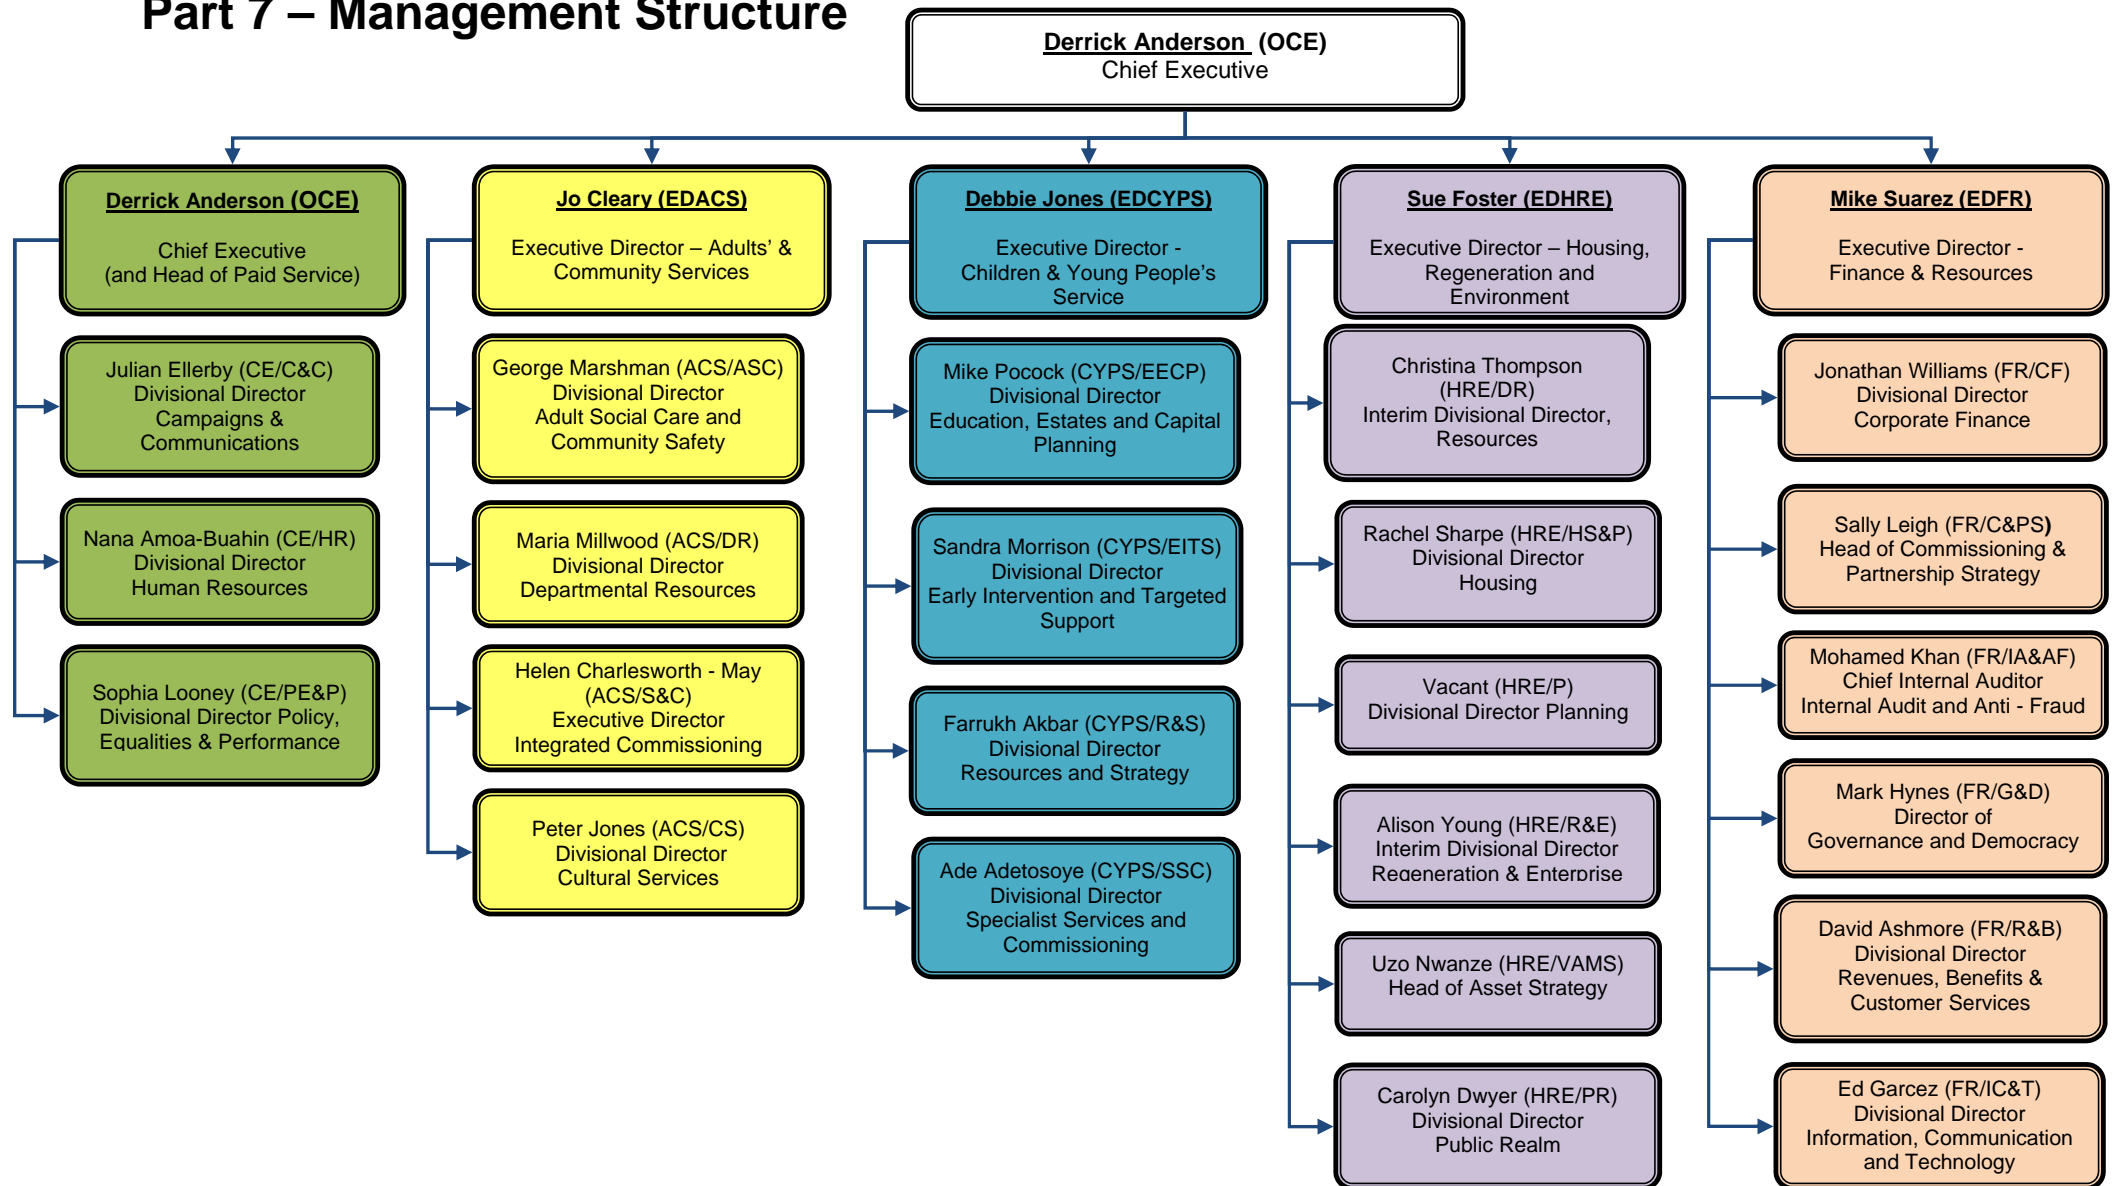 Part 7 – Management Structure
Derrick Anderson (OCE)
Chief Executive
Derrick Anderson (OCE)
Chief Executive
(and Head of Paid Service)
Julian Ellerby (CE/C&C)
Divisional Director
Campaigns &
Communications
Nana Amoa-Buahin (CE/HR)
Divisional Director
Human Resources
Sophia Looney (CE/PE&P)
Divisional Director Policy,
Equalities & Performance
Jo Cleary (EDACS)
Executive Director – Adults’ &
Community Services
George Marshman (ACS/ASC)
Divisional Director
Adult Social Care and
Community Safety
Maria Millwood (ACS/DR)
Divisional Director
Departmental Resources
Helen Charlesworth - May
(ACS/S&C)
Executive Director
Integrated Commissioning
Peter Jones (ACS/CS)
Divisional Director
Cultural Services
Debbie Jones (EDCYPS)
Executive Director -
Children & Young People’s
Service
Mike Pocock (CYPS/EECP)
Divisional Director
Education, Estates and Capital
Planning
Sandra Morrison (CYPS/EITS)
Divisional Director
Early Intervention and Targeted
Support
Farrukh Akbar (CYPS/R&S)
Divisional Director
Resources and Strategy
Ade Adetosoye (CYPS/SSC)
Divisional Director
Specialist Services and
Commissioning
Sue Foster (EDHRE)
Executive Director – Housing,
Regeneration and
Environment
Christina Thompson
(HRE/DR)
Interim Divisional Director,
Resources
Rachel Sharpe (HRE/HS&P)
Divisional Director
Housing
Vacant (HRE/P)
Divisional Director Planning
Alison Young (HRE/R&E)
Interim Divisional Director
Regeneration & Enterprise
Uzo Nwanze (HRE/VAMS)
Head of Asset Strategy
Carolyn Dwyer (HRE/PR)
Divisional Director
Public Realm
Mike Suarez (EDFR)
Executive Director -
Finance & Resources
Jonathan Williams (FR/CF)
Divisional Director
Corporate Finance
Sally Leigh (FR/C&PS)
Head of Commissioning &
Partnership Strategy
Mohamed Khan (FR/IA&AF)
Chief Internal Auditor
Internal Audit and Anti - Fraud
Mark Hynes (FR/G&D)
Director of
Governance and Democracy
David Ashmore (FR/R&B)
Divisional Director
Revenues, Benefits &
Customer Services
Ed Garcez (FR/IC&T)
Divisional Director
Information, Communication
and Technology